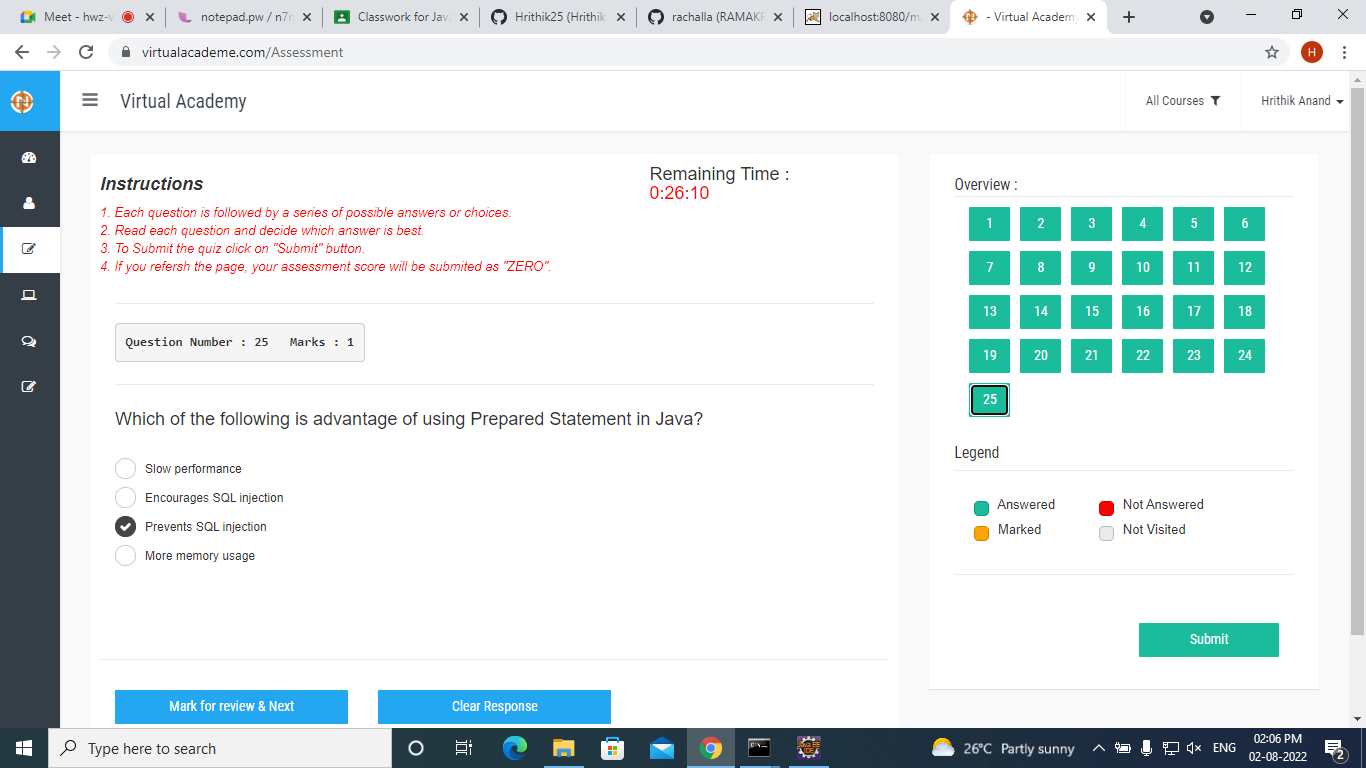 Meet - hwz-v
notepad.pw / n7r
Classwork for Jav
Hrithik25 (Hrithik
rachalla (RAMAKR
localhost:8080/m
- Virtual Academy
virtualacademe.com/Assessment
H
Virtual Academy
All Courses
Hrithik Anand
Instructions
Remaining Time :
0:26:10
1. Each question is followed by a series of possible answers or choices.
2. Read each question and decide which answer is best.
3. To Submit the quiz click on "Submit" button.
4. If you refersh the page, your assessment score will be submited as "ZERO".
Question Number : 25 Marks : 1
Which of the following is advantage of using Prepared Statement in Java?
Slow performance
Encourages SQL injection
Prevents SQL injection
More memory usage
Mark for review & Next
Clear Response
Overview :
1 2 3 4 5 6
7 8 9 10 11 12
13 14 15 16 17 18
19 20 21 22 23 24
25
Legend
Answered
Not Answered
Marked
Not Visited
Submit
Type here to search
Java EE
IDE
26°C Partly sunny
ENG
02:06 PM
02-08-2022
2